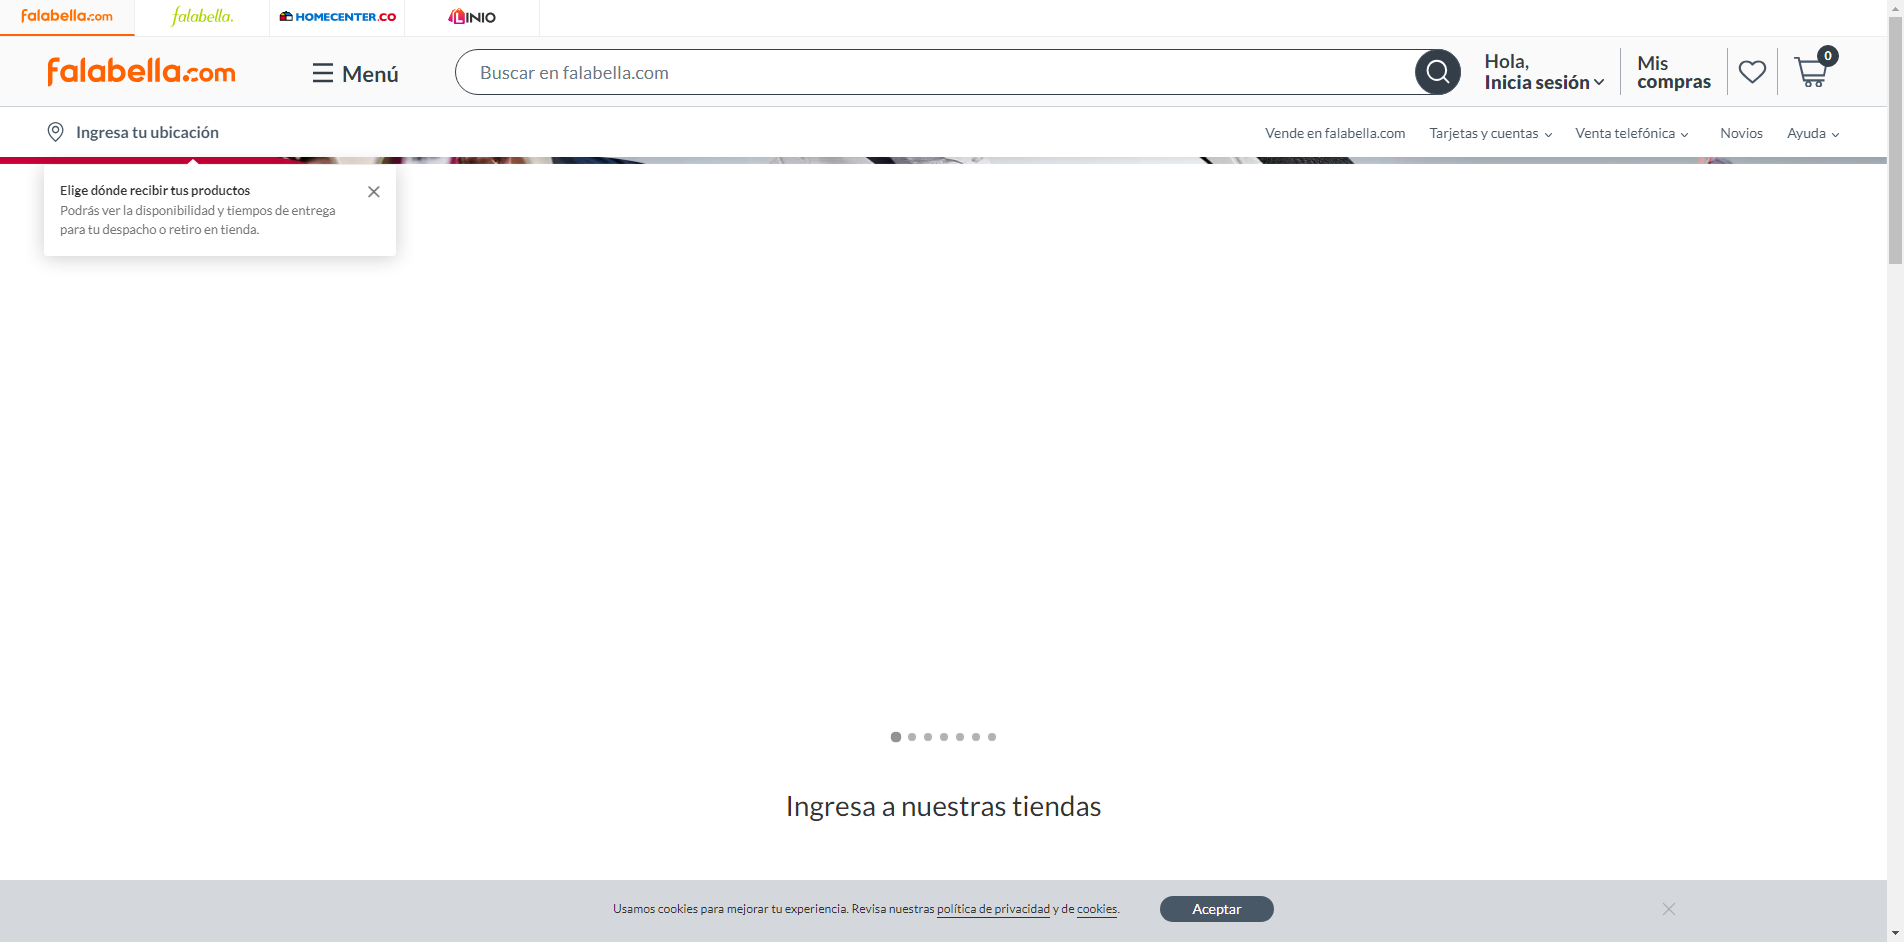 falabella.com
falabella.
HOMECENTER.CO
LINIO
falabella.com
Menú
Buscar en falabella.com
Hola,
Inicia sesión
Mis
compras
0
Ingresa tu ubicación
Vende en falabella.com
Tarjetas y cuentas
Venta telefónica
Novios
Ayuda
Elige dónde recibir tus productos
Podrás ver la disponibilidad y tiempos de entrega
para tu despacho o retiro en tienda.
Ingresa a nuestras tiendas
Usamos cookies para mejorar tu experiencia. Revisa nuestras política de privacidad y de cookies.
Aceptar